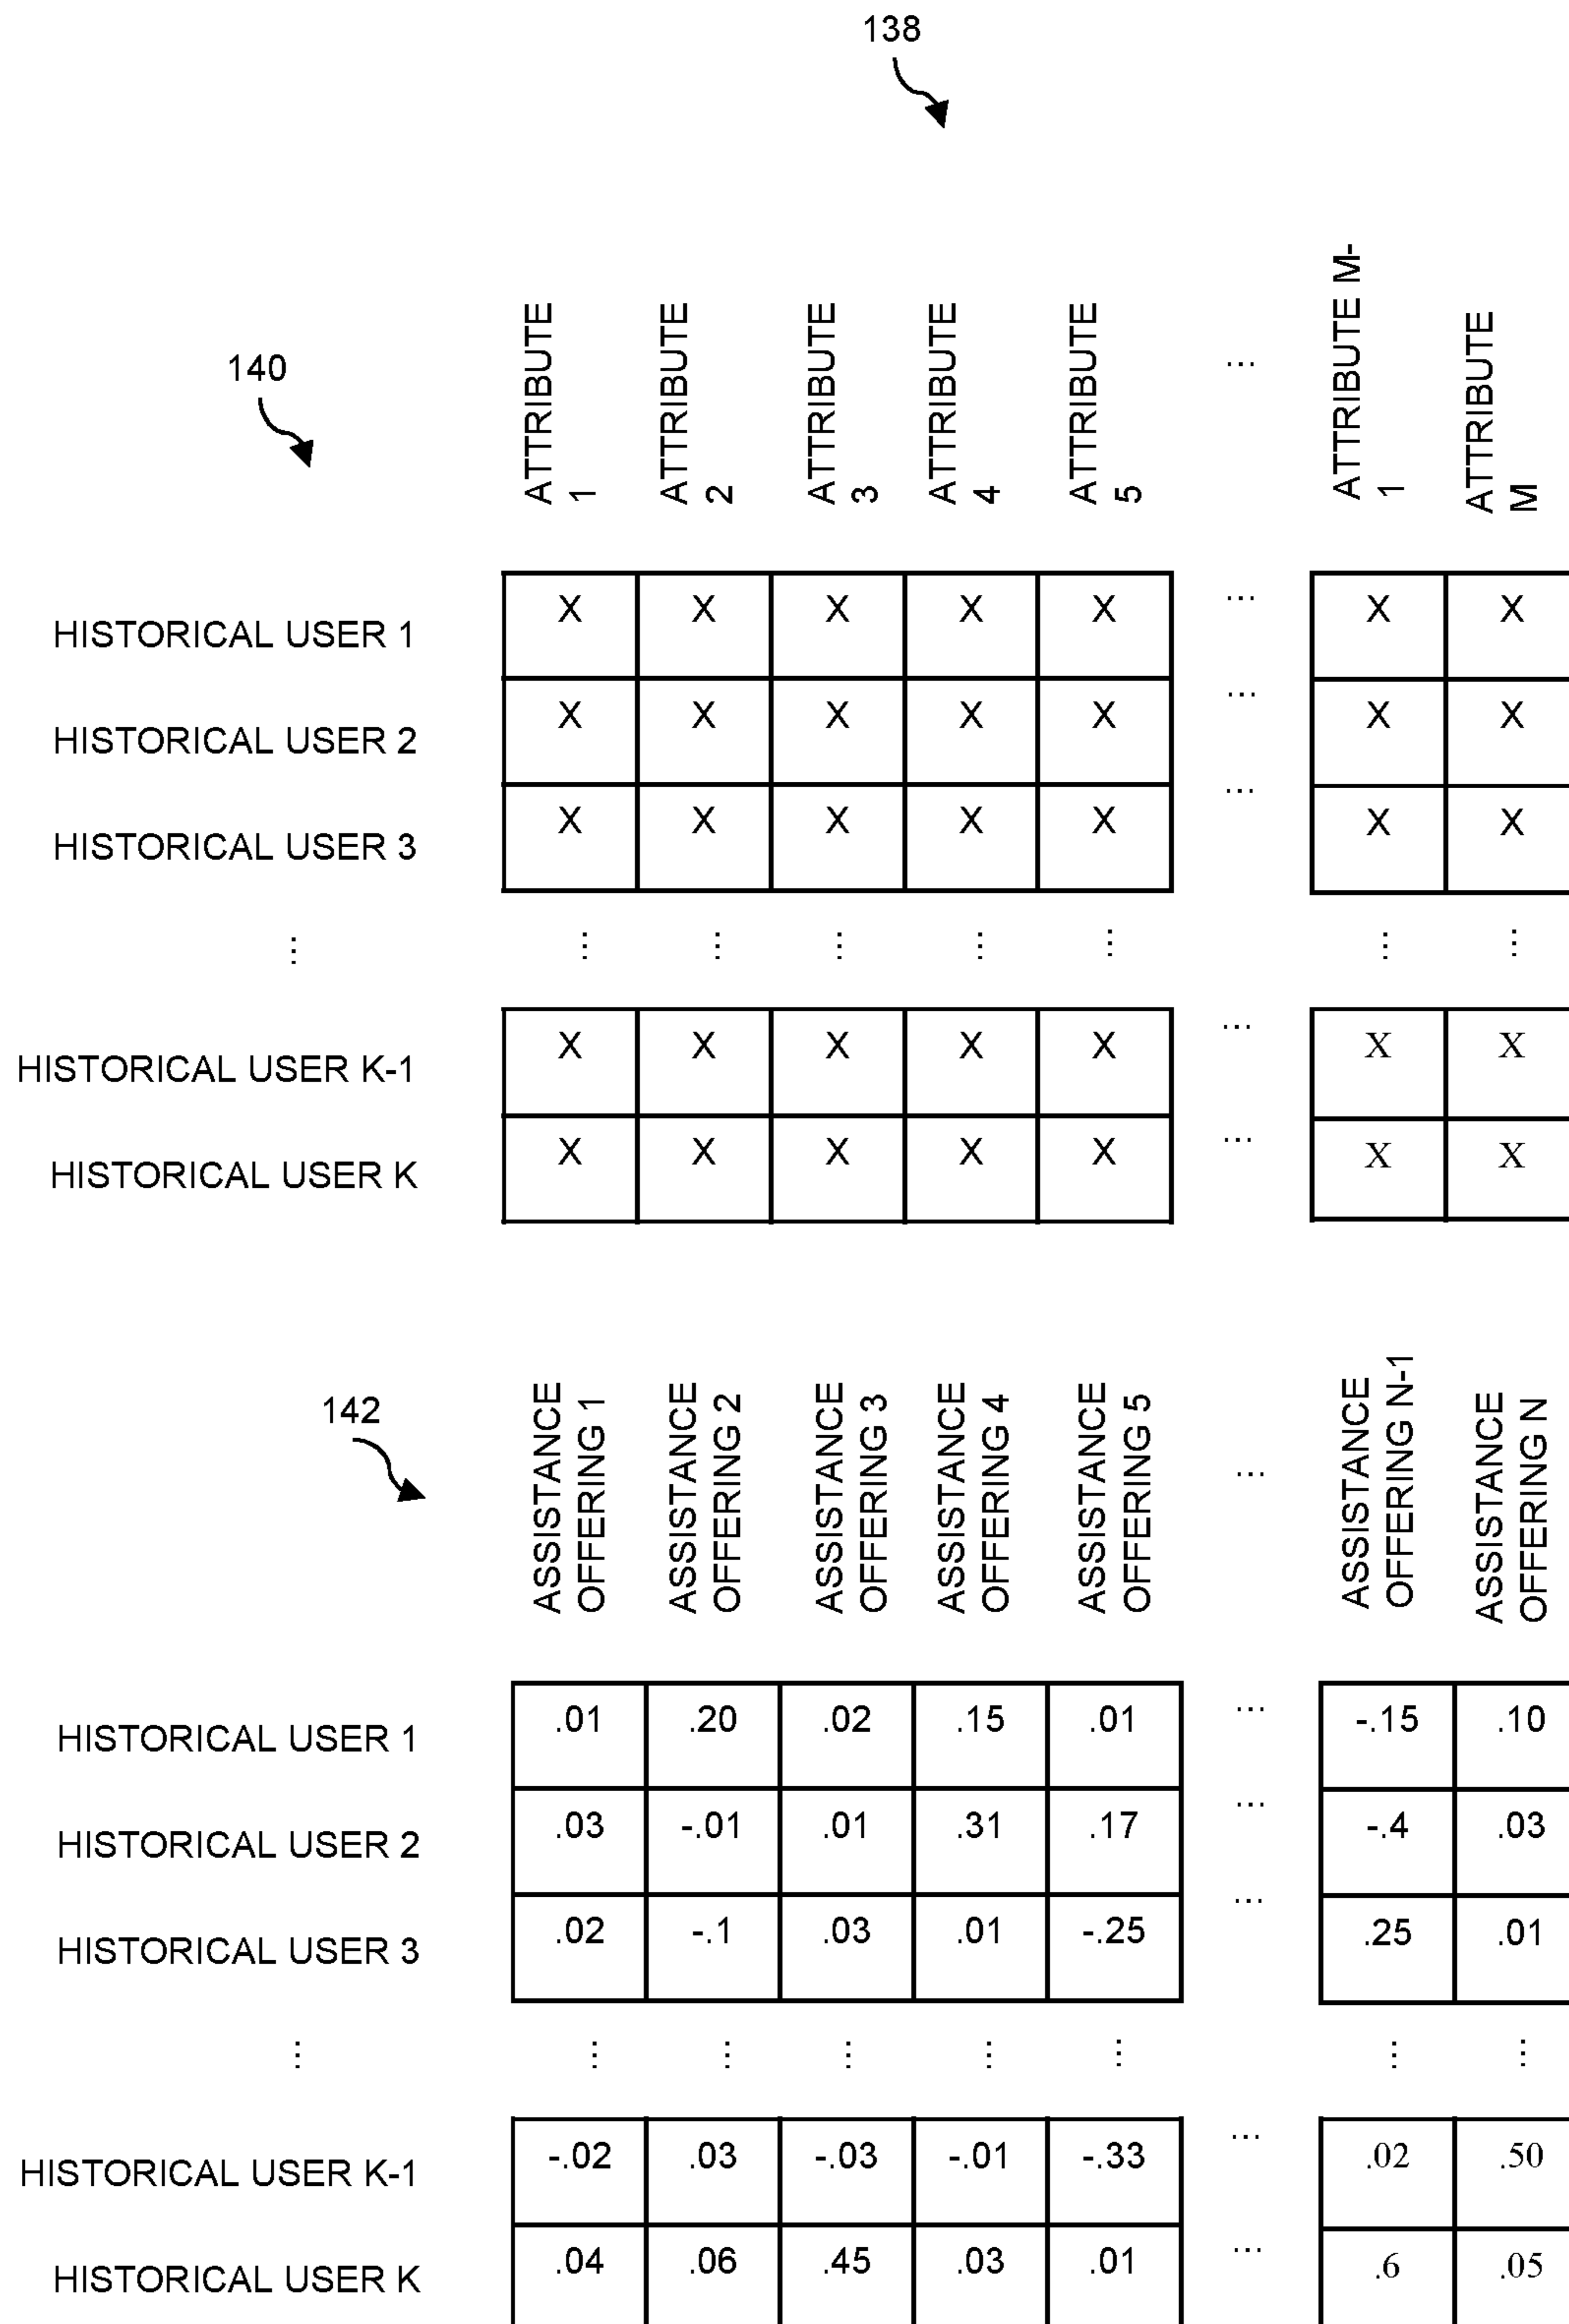 138
140
ATTRIBUTE
1
ATTRIBUTE
2
ATTRIBUTE
3
ATTRIBUTE
4
ATTRIBUTE
5
...
ATTRIBUTE M-
1
ATTRIBUTE
M
HISTORICAL USER 1 X X X X X ... X X
HISTORICAL USER 2 X X X X X ... X X
HISTORICAL USER 3 X X X X X ... X X
... ... ... ... ... ... ... ...
HISTORICAL USER K-1 X X X X X ... X X
HISTORICAL USER K X X X X X ... X X
142
ASSISTANCE
OFFERING 1
ASSISTANCE
OFFERING 2
ASSISTANCE
OFFERING 3
ASSISTANCE
OFFERING 4
ASSISTANCE
OFFERING 5
...
ASSISTANCE
OFFERING N-1
ASSISTANCE
OFFERING N
HISTORICAL USER 1 .01 .20 .02 .15 .01 ... -.15 .10
HISTORICAL USER 2 .03 -.01 .01 .31 .17 ... -.4 .03
HISTORICAL USER 3 .02 -.1 .03 .01 -.25 ... .25 .01
... ... ... ... ... ... ... ...
HISTORICAL USER K-1 -.02 .03 -.03 -.01 -.33 ... .02 .50
HISTORICAL USER K .04 .06 .45 .03 .01 ... .6 .05